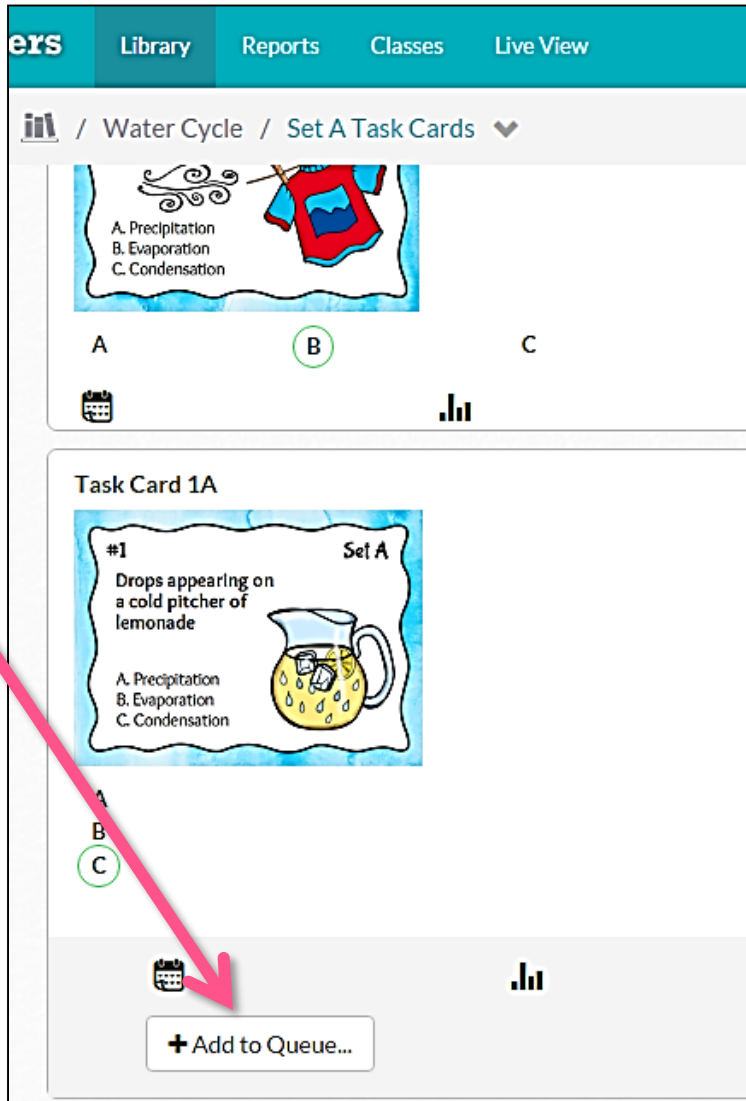 ers Library Reports Classes Live View
/ Water Cycle / Set A Task Cards
A. Precipitation
B. Evaporation
C. Condensation
A B C
Task Card 1A
#1 Set A
Drops appearing on
a cold pitcher of
lemonade
A. Precipitation
B. Evaporation
C. Condensation
A
B
C
+ Add to Queue...